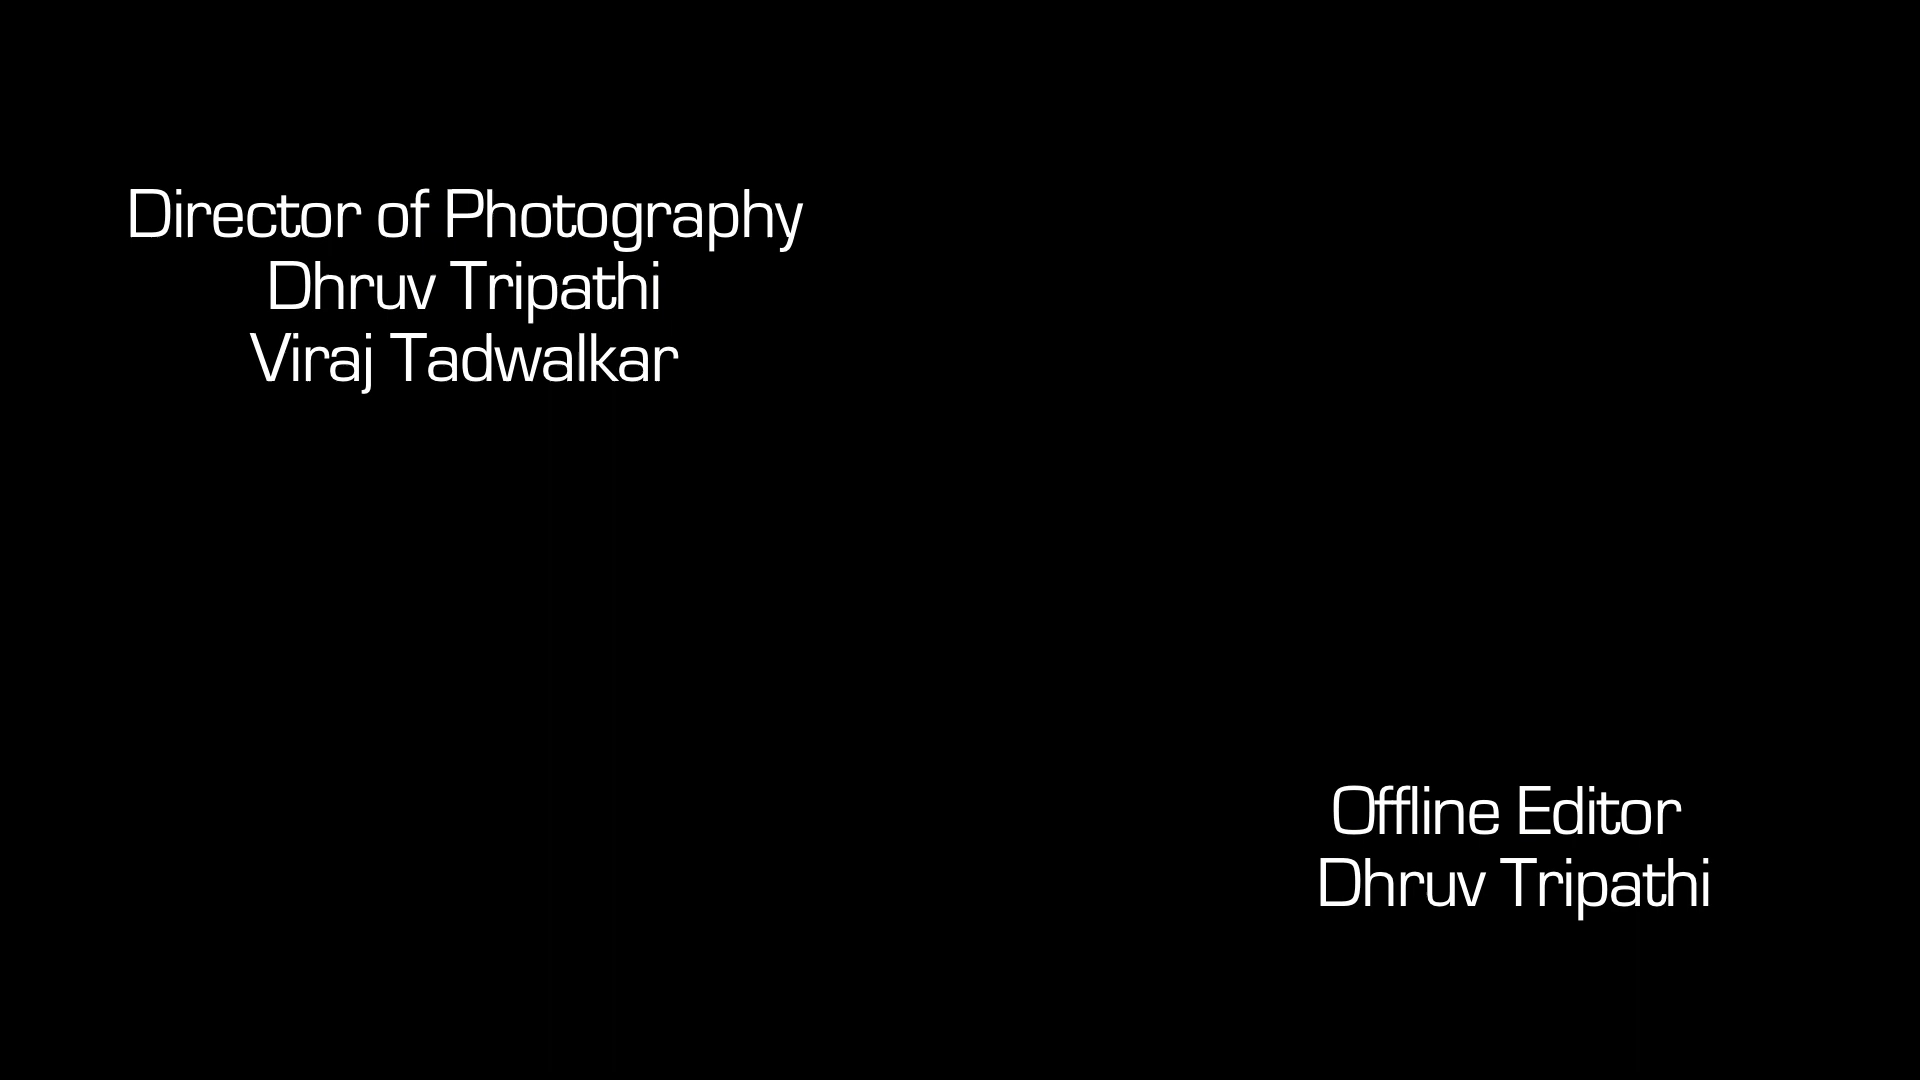 Director of Photography
Dhruv Tripathi
Viraj Tadwalkar
Offline Editor
Dhruv Tripathi